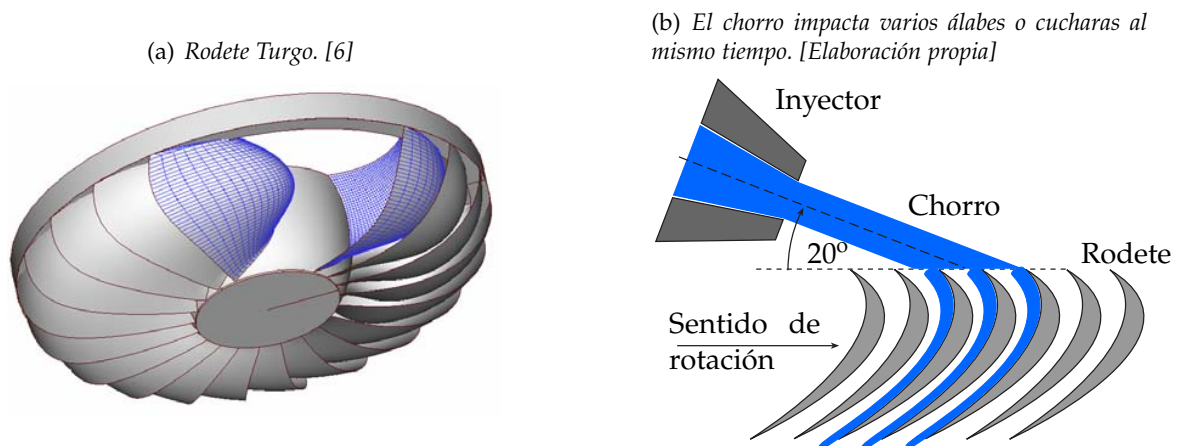 (a) Rodete Turgo. [6]
(b) El chorro impacta varios álabes o cucharas al
mismo tiempo. [Elaboración propia]
Inyector
Chorro
20º
Rodete
Sentido de
rotación